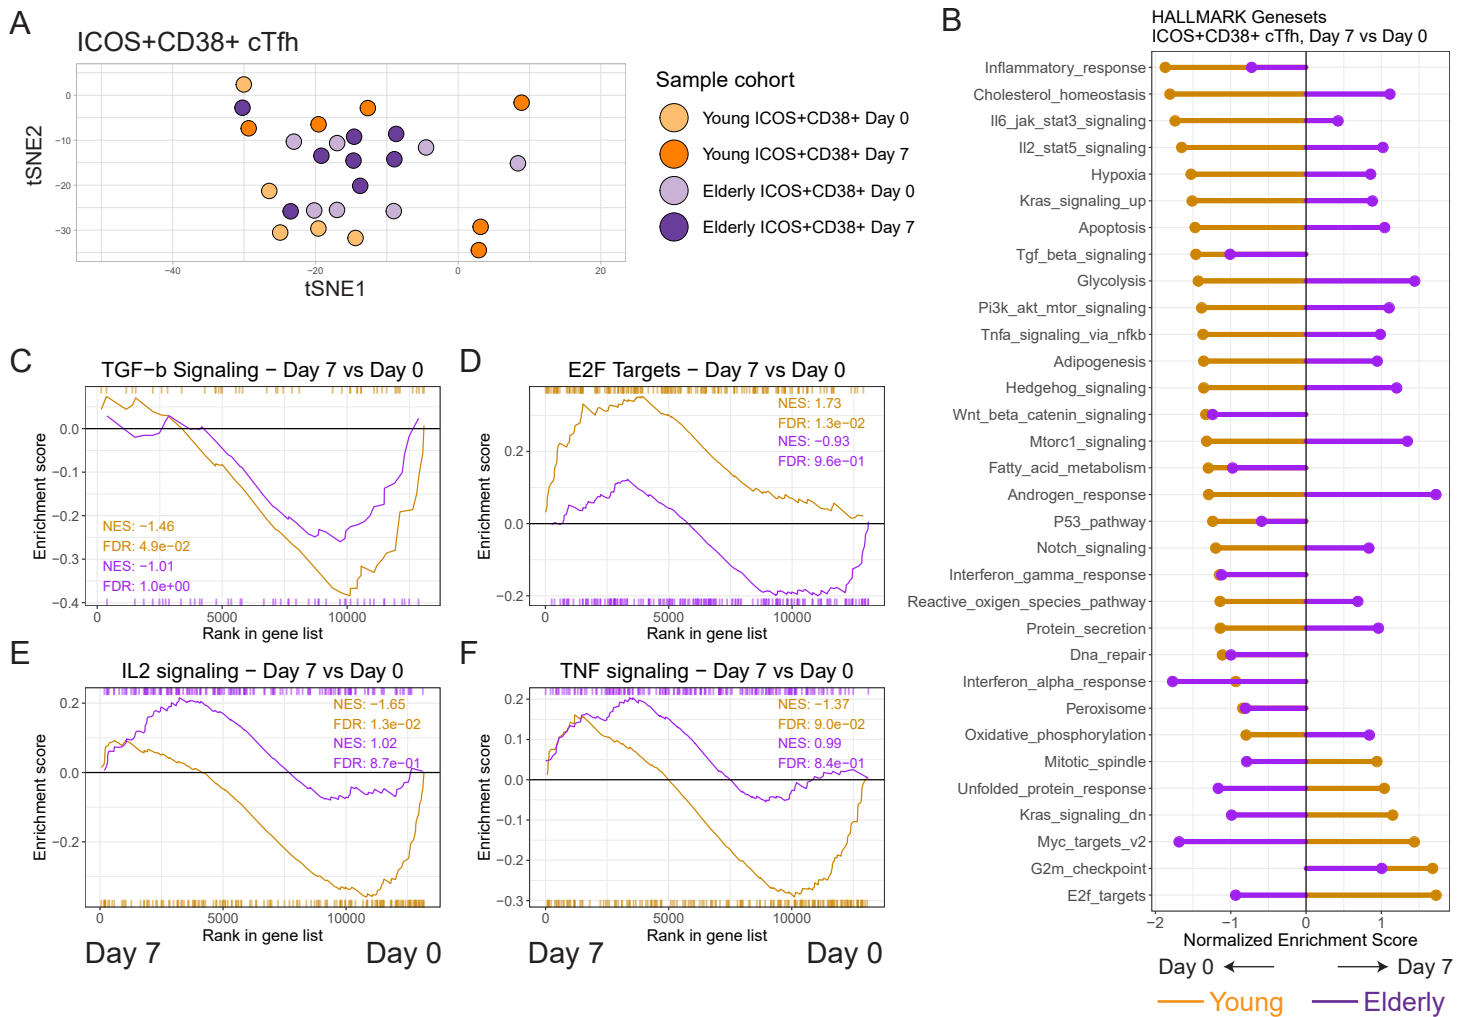 A
ICOS+CD38+ cTfh
tSNE2
0
−10
−20
−30
−40
−20
0
20
tSNE1
Sample cohort
Young ICOS+CD38+ Day 0
Young ICOS+CD38+ Day 7
Elderly ICOS+CD38+ Day 0
Elderly ICOS+CD38+ Day 7
B
HALLMARK Genesets
ICOS+CD38+ cTfh, Day 7 vs Day 0
Inflammatory_response
Cholesterol_homeostasis
Il6_jak_stat3_signaling
Il2_stat5_signaling
Hypoxia
Kras_signaling_up
Apoptosis
Tgf_beta_signaling
Glycolysis
Pi3k_akt_mtor_signaling
Tnfa_signaling_via_nfkb
Adipogenesis
Hedgehog_signaling
Wnt_beta_catenin_signaling
Mtorc1_signaling
Fatty_acid_metabolism
Androgen_response
P53_pathway
Notch_signaling
Interferon_gamma_response
Reactive_oxigen_species_pathway
Protein_secretion
Dna_repair
Interferon_alpha_response
Peroxisome
Oxidative_phosphorylation
Mitotic_spindle
Unfolded_protein_response
Kras_signaling_dn
Myc_targets_v2
G2m_checkpoint
E2f_targets
−2
−1
0
1
Normalized Enrichment Score
Day 0
Day 7
Young
Elderly
C
TGF−b Signaling − Day 7 vs Day 0
Enrichment score
0.0
−0.1
−0.2
−0.3
−0.4
NES: −1.46
FDR: 4.9e−02
NES: −1.01
FDR: 1.0e+00
0
5000
10000
Rank in gene list
D
E2F Targets − Day 7 vs Day 0
Enrichment score
0.2
0.0
−0.2
NES: 1.73
FDR: 1.3e−02
NES: −0.93
FDR: 9.6e−01
0
5000
10000
Rank in gene list
E
IL2 signaling − Day 7 vs Day 0
Enrichment score
0.2
0.0
−0.2
NES: −1.65
FDR: 1.3e−02
NES: 1.02
FDR: 8.7e−01
0
5000
10000
Rank in gene list
Day 7
Day 0
F
TNF signaling − Day 7 vs Day 0
Enrichment score
0.2
0.1
0.0
−0.1
−0.2
−0.3
NES: −1.37
FDR: 9.0e−02
NES: 0.99
FDR: 8.4e−01
0
5000
10000
Rank in gene list
Day 7
Day 0